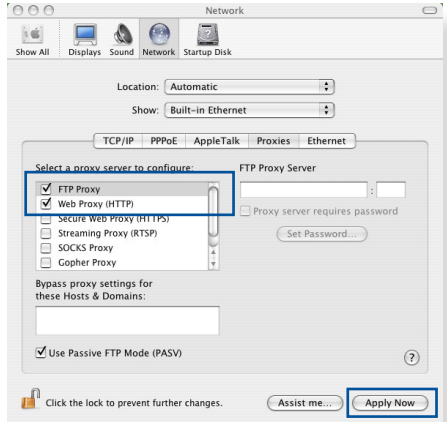 Network
Show All Displays Sound Network Startup Disk
Location: Automatic
Show: Built-in Ethernet
TCP/IP PPPoE AppleTalk Proxies Ethernet
Select a proxy server to configure: FTP Proxy Server
FTP Proxy
Web Proxy (HTTP) :
Secure Web Proxy (HTTPS) Proxy server requires password
Streaming Proxy (RTSP) Set Password...
SOCKS Proxy
Gopher Proxy
Bypass proxy settings for
these Hosts & Domains:
Use Passive FTP Mode (PASV) ?
Click the lock to prevent further changes. Assist me... Apply Now